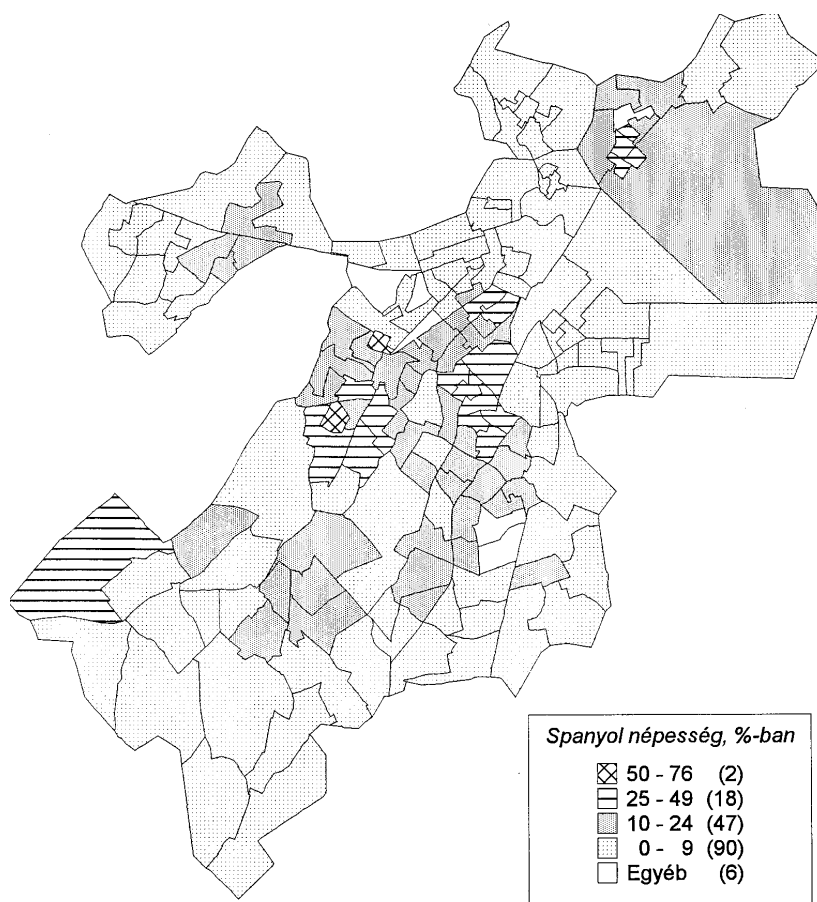 Spanyol népesség, %-ban
50 - 76 (2)
25 - 49 (18)
10 - 24 (47)
0 - 9 (90)
Egyéb (6)